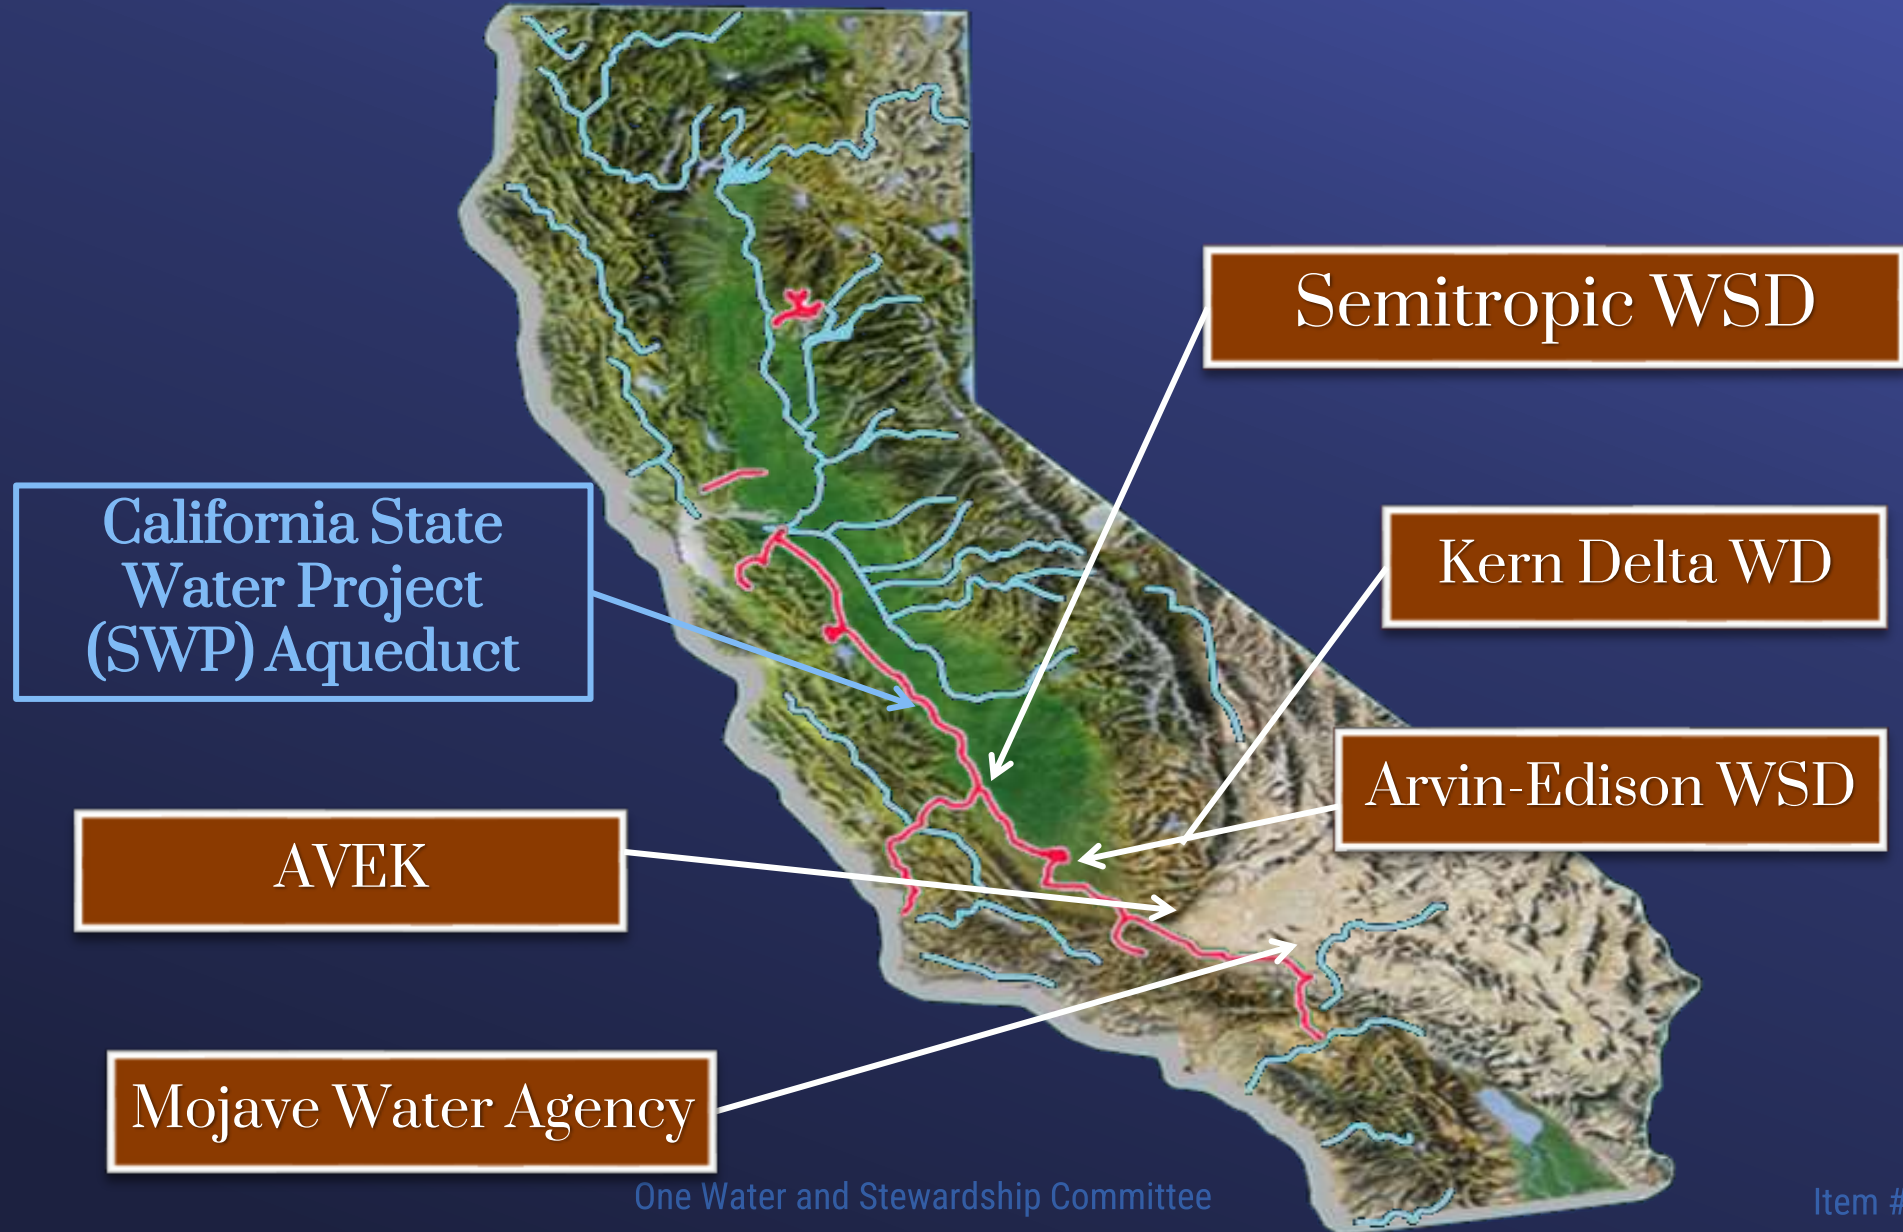 Semitropic WSD
California State
Water Project
(SWP) Aqueduct
Kern Delta WD
Arvin-Edison WSD
AVEK
Mojave Water Agency
One Water and Stewardship Committee
Item #